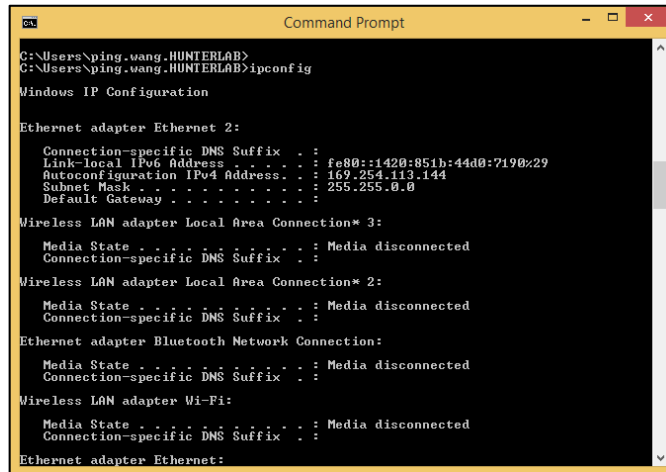 Command Prompt
C:\Users\ping.wang.HUNTERLAB>
C:\Users\ping.wang.HUNTERLAB>ipconfig
Windows IP Configuration
Ethernet adapter Ethernet 2:
Connection-specific DNS Suffix . :
Link-local IPv6 Address . . . . . : fe80::1420:851b:44d0:7190%29
Autoconfiguration IPv4 Address. . : 169.254.113.144
Subnet Mask . . . . . . . . . . . : 255.255.0.0
Default Gateway . . . . . . . . . :
Wireless LAN adapter Local Area Connection* 3:
Media State . . . . . . . . . . . : Media disconnected
Connection-specific DNS Suffix . :
Wireless LAN adapter Local Area Connection* 2:
Media State . . . . . . . . . . . : Media disconnected
Connection-specific DNS Suffix . :
Ethernet adapter Bluetooth Network Connection:
Media State . . . . . . . . . . . : Media disconnected
Connection-specific DNS Suffix . :
Wireless LAN adapter Wi-Fi:
Media State . . . . . . . . . . . : Media disconnected
Connection-specific DNS Suffix . :
Ethernet adapter Ethernet: